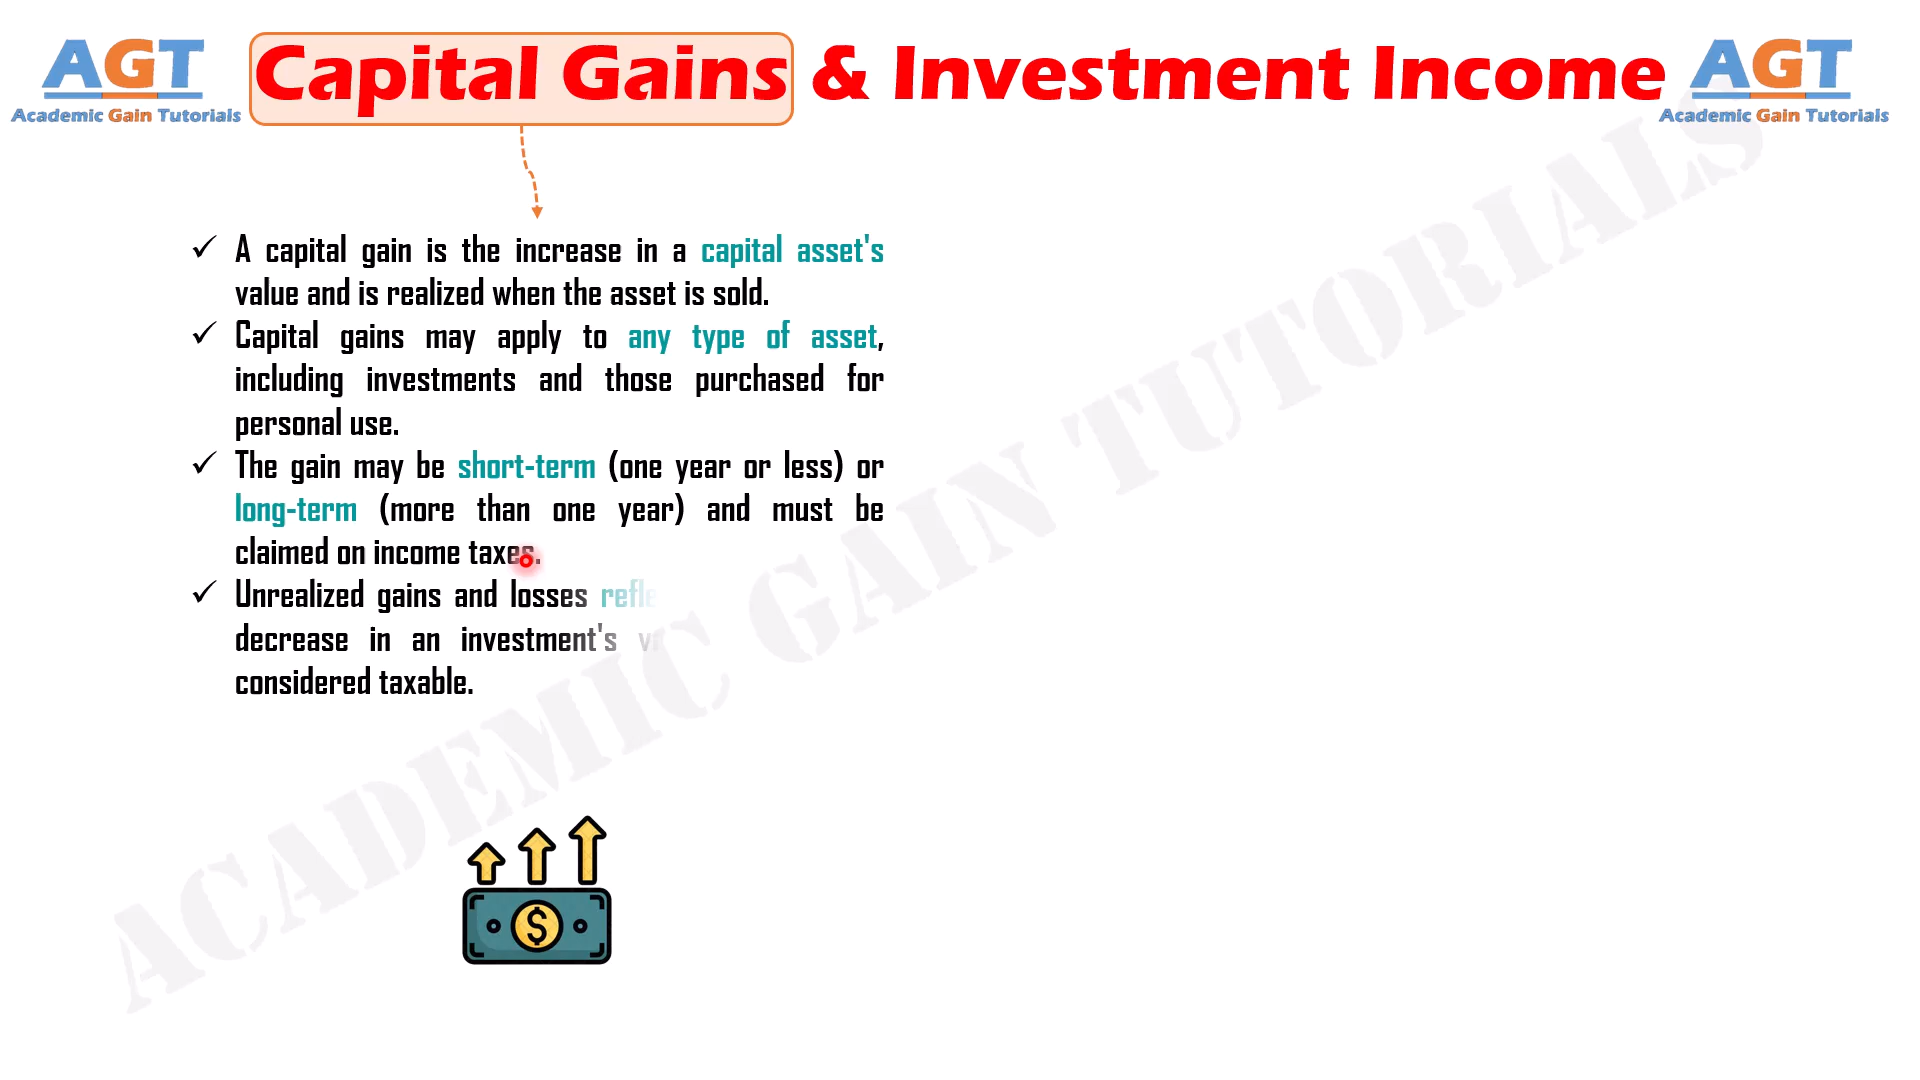 AGT
Academic Gain Tutorials
Capital Gains & Investment Income
AGT
Academic Gain Tutorials
✓ A capital gain is the increase in a capital asset's
value and is realized when the asset is sold.
✓ Capital gains may apply to any type of asset,
including investments and those purchased for
personal use.
✓ The gain may be short-term (one year or less) or
long-term (more than one year) and must be
claimed on income taxes.
✓ Unrealized gains and losses
decrease in an investment's
considered taxable.
$
ACADEMIC GAIN TUTORIALS